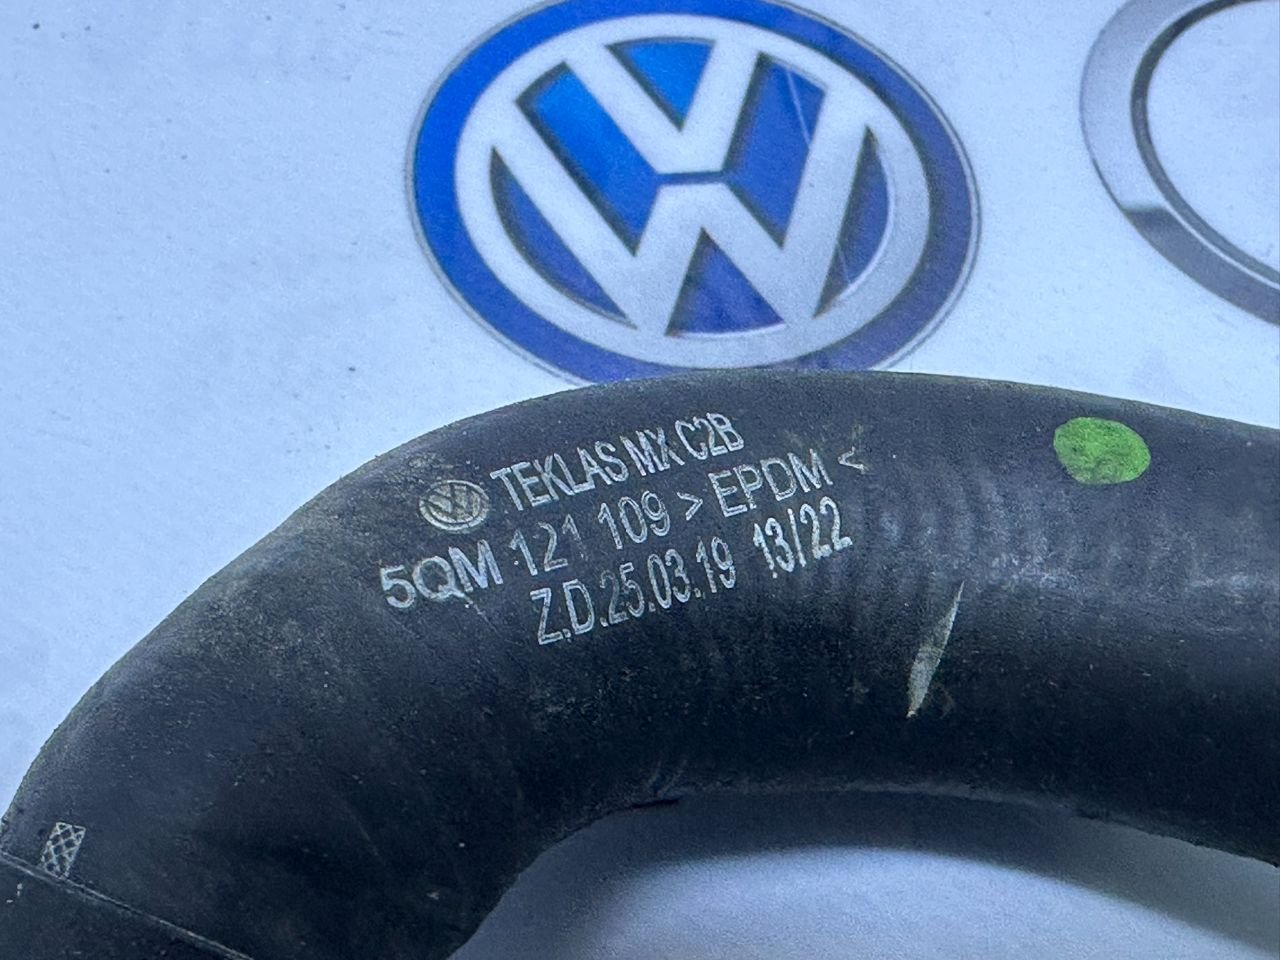 TEKLAS MX C2B
5QM 121 109 >EPDM<
Z.D.25.03.19 13/22